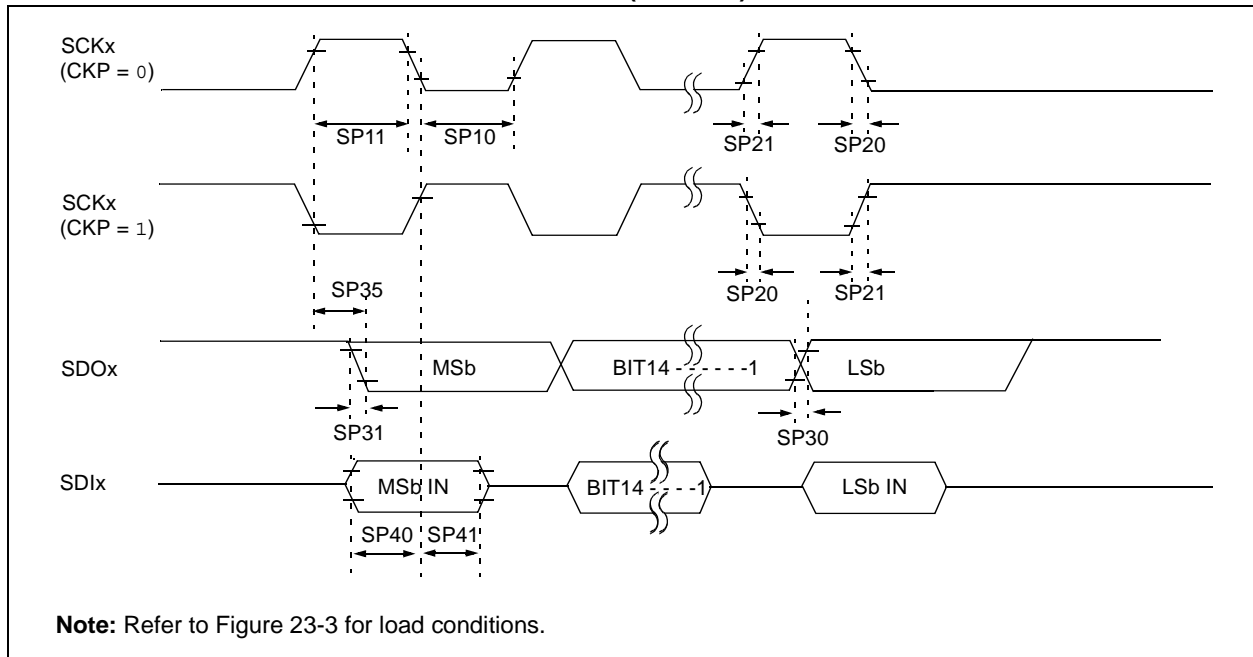 SCKx
(CKP = 0)
SP11
SP10
SP21
SP20
SCKx
(CKP = 1)
SP35
SP20
SP21
SDOx
MSb
BIT14 - - - - - -1
LSb
SP31
SP30
SDIx
MSb IN
BIT14 - - - - -1
LSb IN
SP40
SP41
Note: Refer to Figure 23-3 for load conditions.